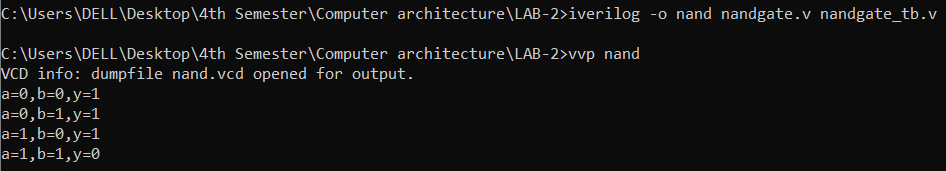 C:\Users\DELL\Desktop\4th Semester\Computer architecture\LAB-2>iverilog -o nand nandgate.v nandgate_tb.v
C:\Users\DELL\Desktop\4th Semester\Computer architecture\LAB-2>vvp nand
VCD info: dumpfile nand.vcd opened for output.
a=0,b=0,y=1
a=0,b=1,y=1
a=1,b=0,y=1
a=1,b=1,y=0